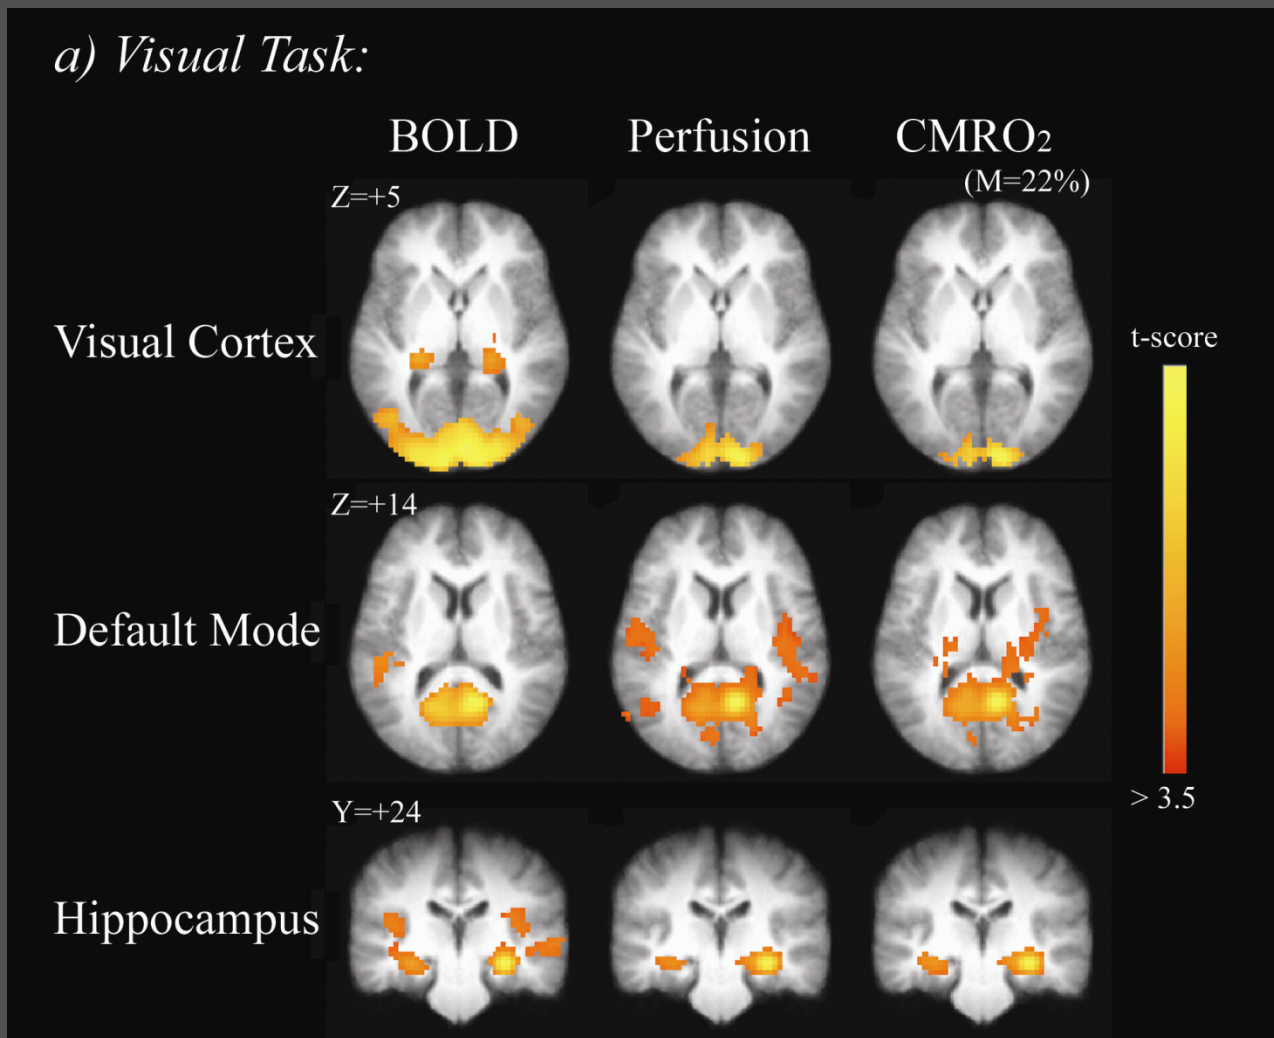 a) Visual Task:
BOLD Perfusion CMRO₂
(M=22%)
Z=+5
Visual Cortex
t-score
Z=+14
Default Mode
> 3.5
Y=+24
Hippocampus